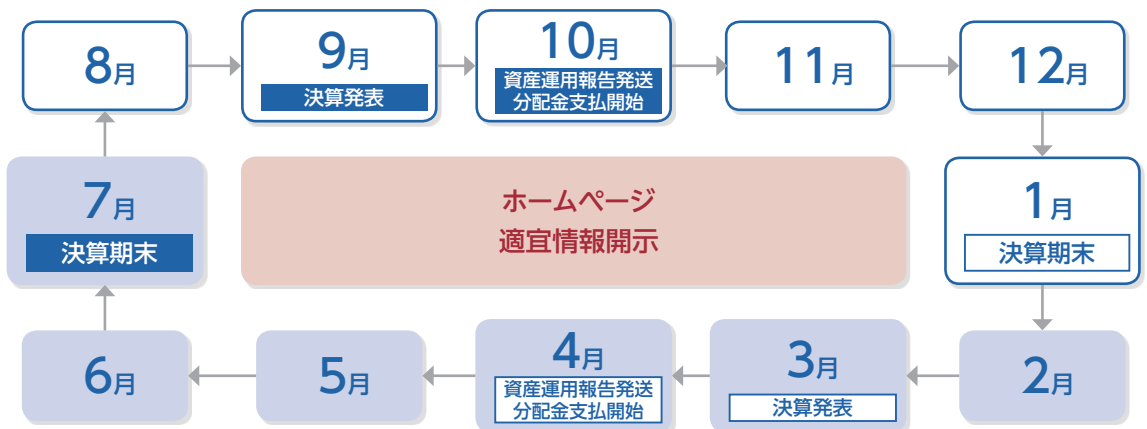 8月
9月
決算発表
10月
資産運用報告発送
分配金支払開始
11月
12月
7月
決算期末
ホームページ
適宜情報開示
1月
決算期末
6月
5月
4月
資産運用報告発送
分配金支払開始
3月
決算発表
2月